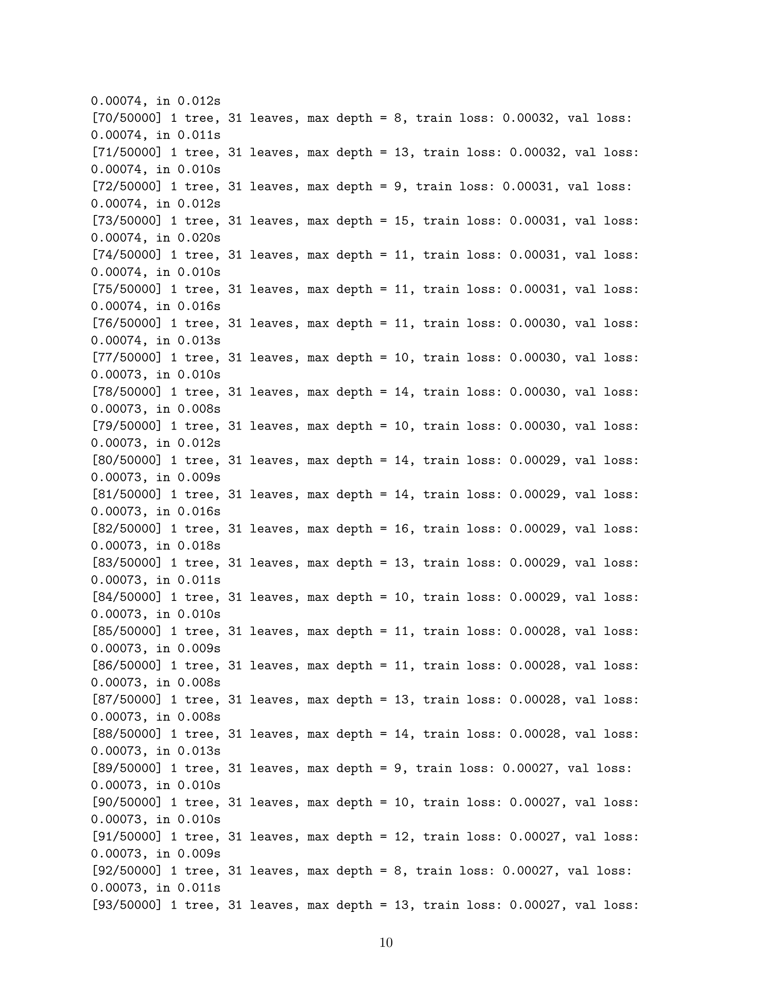 0.00074, in 0.012s
[70/50000] 1 tree, 31 leaves, max depth = 8, train loss: 0.00032, val loss:
0.00074, in 0.011s
[71/50000] 1 tree, 31 leaves, max depth = 13, train loss: 0.00032, val loss:
0.00074, in 0.010s
[72/50000] 1 tree, 31 leaves, max depth = 9, train loss: 0.00031, val loss:
0.00074, in 0.012s
[73/50000] 1 tree, 31 leaves, max depth = 15, train loss: 0.00031, val loss:
0.00074, in 0.020s
[74/50000] 1 tree, 31 leaves, max depth = 11, train loss: 0.00031, val loss:
0.00074, in 0.010s
[75/50000] 1 tree, 31 leaves, max depth = 11, train loss: 0.00031, val loss:
0.00074, in 0.016s
[76/50000] 1 tree, 31 leaves, max depth = 11, train loss: 0.00030, val loss:
0.00074, in 0.013s
[77/50000] 1 tree, 31 leaves, max depth = 10, train loss: 0.00030, val loss:
0.00073, in 0.010s
[78/50000] 1 tree, 31 leaves, max depth = 14, train loss: 0.00030, val loss:
0.00073, in 0.008s
[79/50000] 1 tree, 31 leaves, max depth = 10, train loss: 0.00030, val loss:
0.00073, in 0.012s
[80/50000] 1 tree, 31 leaves, max depth = 14, train loss: 0.00029, val loss:
0.00073, in 0.009s
[81/50000] 1 tree, 31 leaves, max depth = 14, train loss: 0.00029, val loss:
0.00073, in 0.016s
[82/50000] 1 tree, 31 leaves, max depth = 16, train loss: 0.00029, val loss:
0.00073, in 0.018s
[83/50000] 1 tree, 31 leaves, max depth = 13, train loss: 0.00029, val loss:
0.00073, in 0.011s
[84/50000] 1 tree, 31 leaves, max depth = 10, train loss: 0.00029, val loss:
0.00073, in 0.010s
[85/50000] 1 tree, 31 leaves, max depth = 11, train loss: 0.00028, val loss:
0.00073, in 0.009s
[86/50000] 1 tree, 31 leaves, max depth = 11, train loss: 0.00028, val loss:
0.00073, in 0.008s
[87/50000] 1 tree, 31 leaves, max depth = 13, train loss: 0.00028, val loss:
0.00073, in 0.008s
[88/50000] 1 tree, 31 leaves, max depth = 14, train loss: 0.00028, val loss:
0.00073, in 0.013s
[89/50000] 1 tree, 31 leaves, max depth = 9, train loss: 0.00027, val loss:
0.00073, in 0.010s
[90/50000] 1 tree, 31 leaves, max depth = 10, train loss: 0.00027, val loss:
0.00073, in 0.010s
[91/50000] 1 tree, 31 leaves, max depth = 12, train loss: 0.00027, val loss:
0.00073, in 0.009s
[92/50000] 1 tree, 31 leaves, max depth = 8, train loss: 0.00027, val loss:
0.00073, in 0.011s
[93/50000] 1 tree, 31 leaves, max depth = 13, train loss: 0.00027, val loss:
10